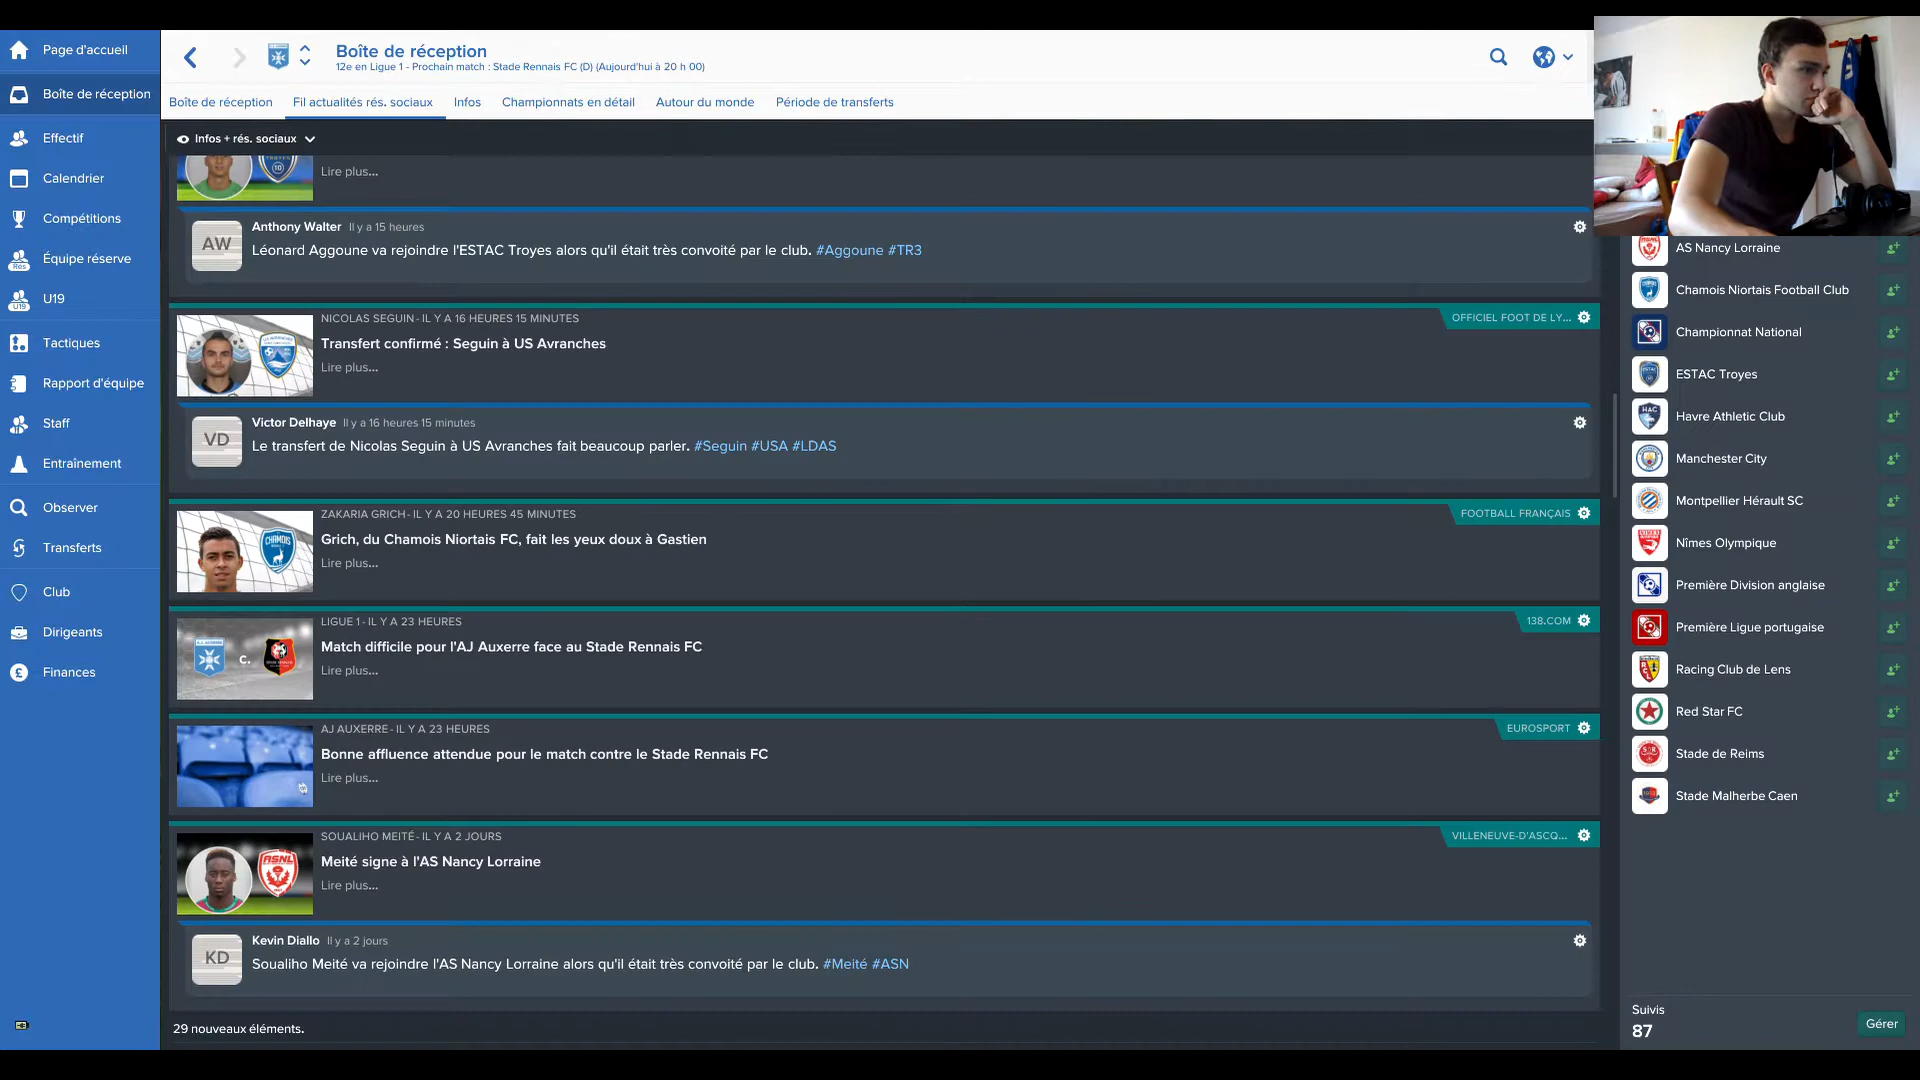 Page d'accueil
Boîte de réception
Effectif
Calendrier
Compétitions
Équipe réserve
U19
Tactiques
Rapport d'équipe
Staff
Entraînement
Observer
Transferts
Club
Dirigeants
Finances
Boîte de réception
12e en Ligue 1 - Prochain match : Stade Rennais FC (D) (Aujourd'hui à 20 h 00)
Boîte de réception
Fil actualités rés. sociaux
Infos
Championnats en détail
Autour du monde
Période de transferts
Infos + rés. sociaux
Lire plus...
AW
Anthony Walter Il y a 15 heures
Léonard Aggoune va rejoindre l'ESTAC Troyes alors qu'il était très convoité par le club. #Aggoune #TR3
NICOLAS SEGUIN - IL Y A 16 HEURES 15 MINUTES
OFFICIEL FOOT DE LY...
Transfert confirmé : Seguin à US Avranches
Lire plus...
VD
Victor Delhaye Il y a 16 heures 15 minutes
Le transfert de Nicolas Seguin à US Avranches fait beaucoup parler. #Seguin #USA #LDAS
ZAKARIA GRICH - IL Y A 20 HEURES 45 MINUTES
FOOTBALL FRANÇAIS
Grich, du Chamois Niortais FC, fait les yeux doux à Gastien
Lire plus...
LIGUE 1 - IL Y A 23 HEURES
138.COM
c.
Match difficile pour l'AJ Auxerre face au Stade Rennais FC
Lire plus...
AJ AUXERRE - IL Y A 23 HEURES
EUROSPORT
Bonne affluence attendue pour le match contre le Stade Rennais FC
Lire plus...
SOUALIHO MEITÉ - IL Y A 2 JOURS
VILLENEUVE-D'ASCQ...
Meité signe à l'AS Nancy Lorraine
Lire plus...
KD
Kevin Diallo Il y a 2 jours
Soualiho Meité va rejoindre l'AS Nancy Lorraine alors qu'il était très convoité par le club. #Meité #ASN
29 nouveaux éléments.
AS Nancy Lorraine
Chamois Niortais Football Club
Championnat National
ESTAC Troyes
Havre Athletic Club
Manchester City
Montpellier Hérault SC
Nîmes Olympique
Première Division anglaise
Première Ligue portugaise
Racing Club de Lens
Red Star FC
Stade de Reims
Stade Malherbe Caen
Suivis
87
Gérer